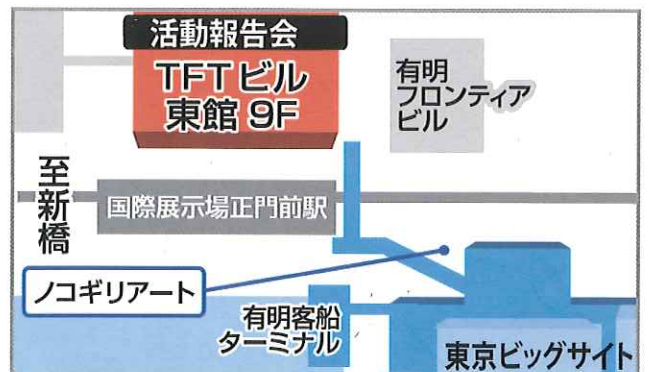 活動報告会
TFTビル
東館 9F
有明
フロンティア
ビル
至新橋
国際展示場正門前駅
ノコギリアート
有明客船
ターミナル
東京ビッグサイト